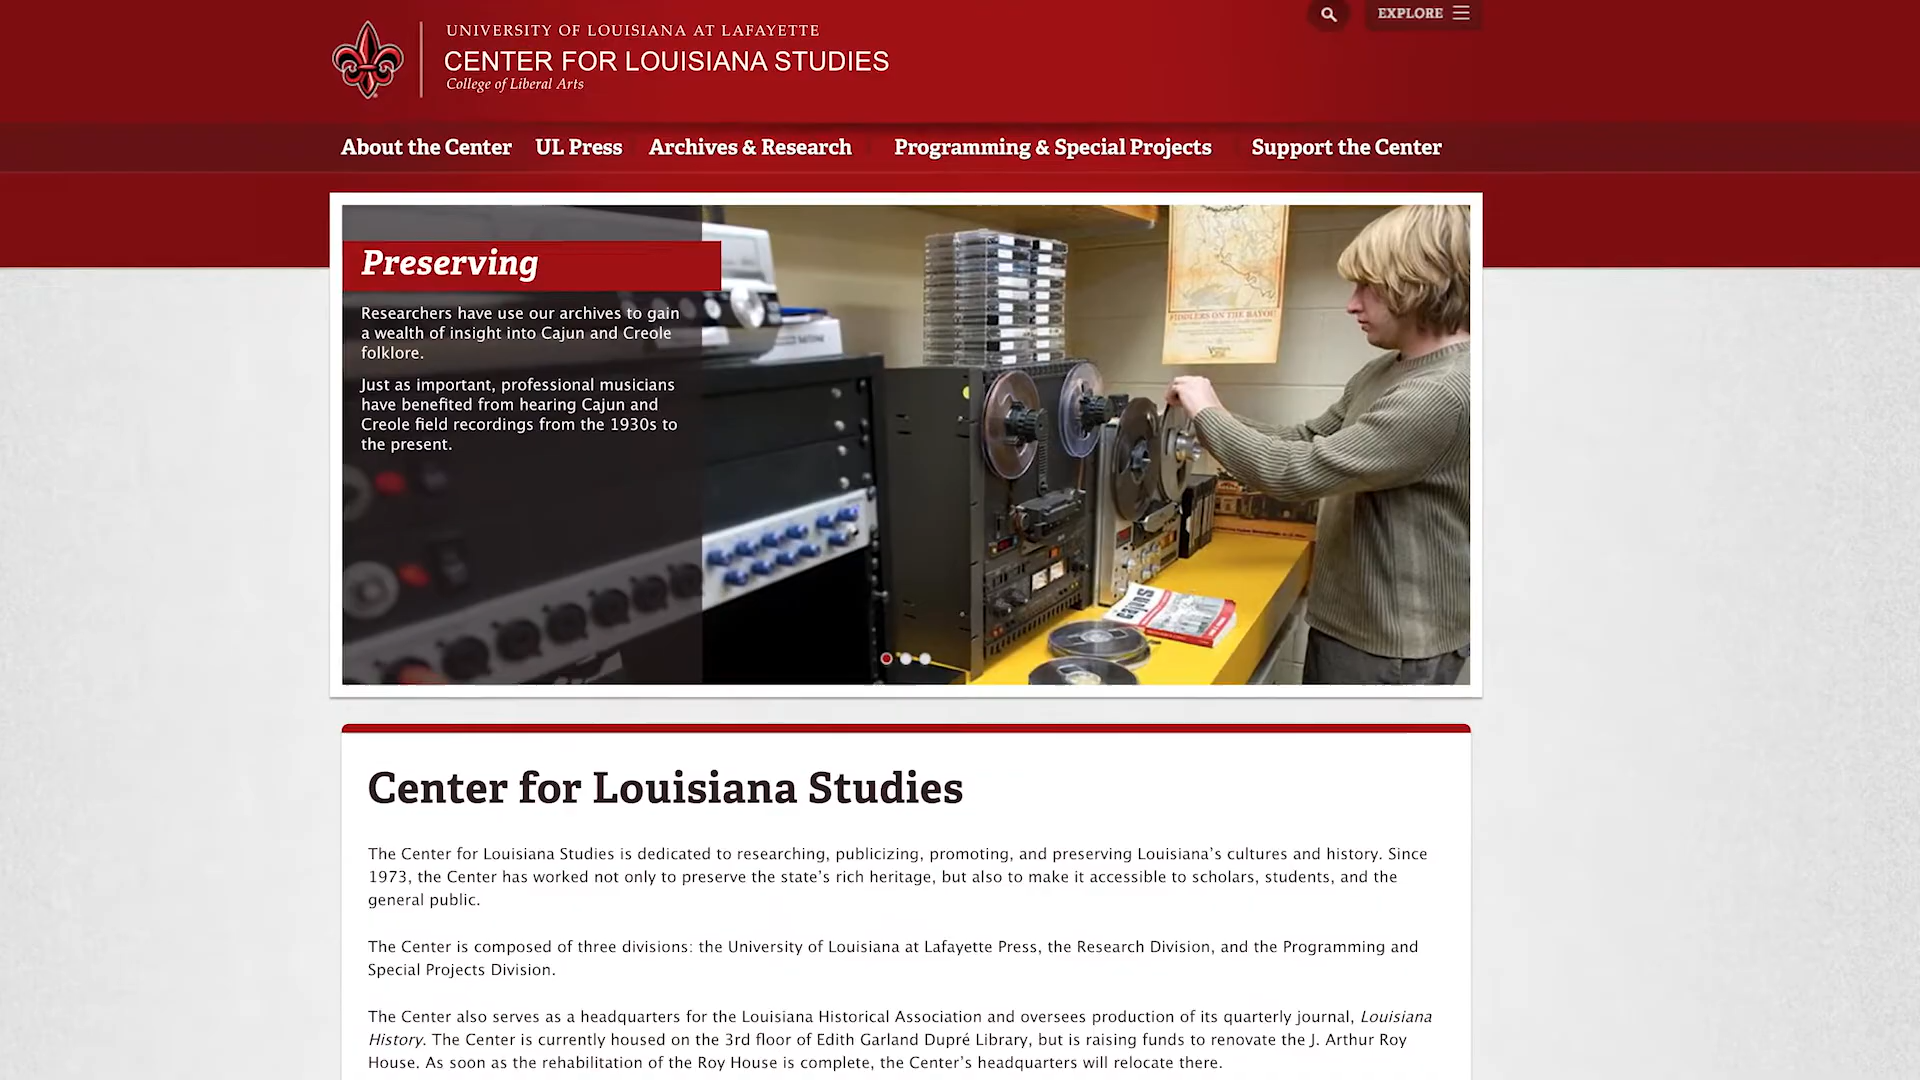 UNIVERSITY OF LOUISIANA AT LAFAYETTE
CENTER FOR LOUISIANA STUDIES
College of Liberal Arts
EXPLORE
About the Center UL Press Archives & Research Programming & Special Projects Support the Center
Preserving
Researchers have use our archives to gain
a wealth of insight into Cajun and Creole
folklore.
Just as important, professional musicians
have benefited from hearing Cajun and
Creole field recordings from the 1930s to
the present.
FIDDLERS ON THE BAYOU
cajuns
Center for Louisiana Studies
The Center for Louisiana Studies is dedicated to researching, publicizing, promoting, and preserving Louisiana’s cultures and history. Since
1973, the Center has worked not only to preserve the state’s rich heritage, but also to make it accessible to scholars, students, and the
general public.
The Center is composed of three divisions: the University of Louisiana at Lafayette Press, the Research Division, and the Programming and
Special Projects Division.
The Center also serves as a headquarters for the Louisiana Historical Association and oversees production of its quarterly journal, Louisiana
History. The Center is currently housed on the 3rd floor of Edith Garland Dupré Library, but is raising funds to renovate the J. Arthur Roy
House. As soon as the rehabilitation of the Roy House is complete, the Center’s headquarters will relocate there.